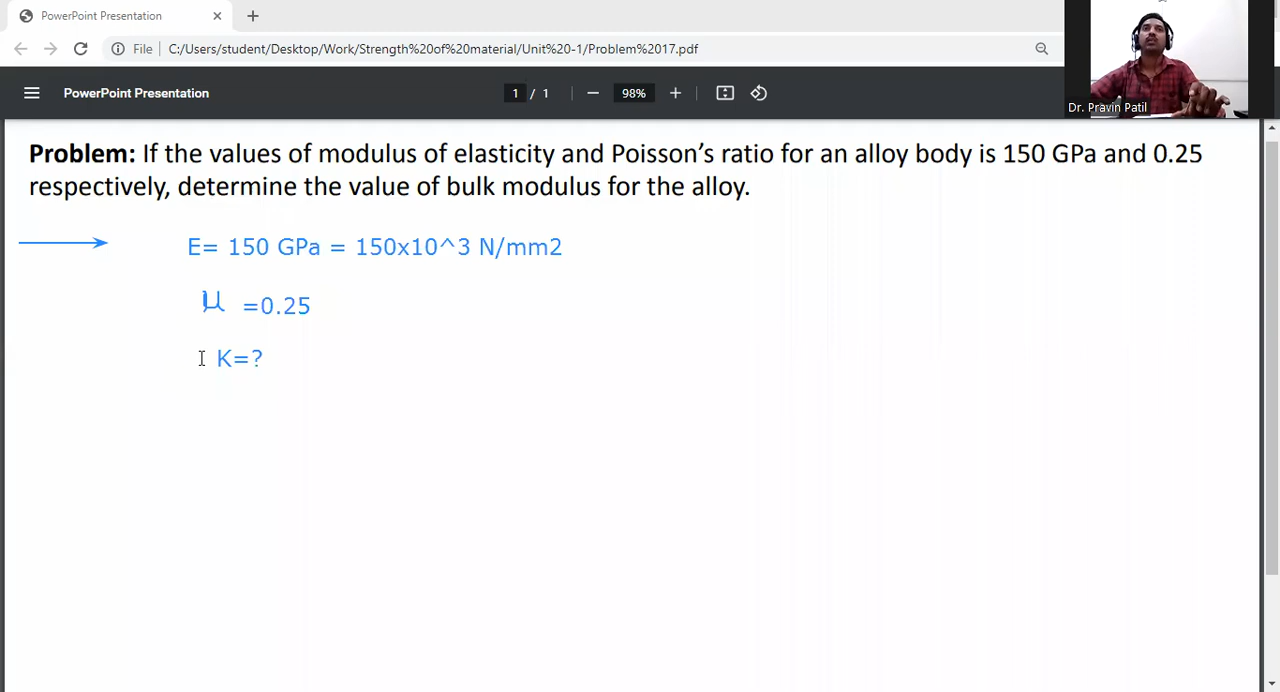 PowerPoint Presentation
File
C:/Users/student/Desktop/Work/Strength%20of%20material/Unit%20-1/Problem%2017.pdf
PowerPoint Presentation
1 / 1
98%
Dr. Pravin Patil
Problem: If the values of modulus of elasticity and Poisson’s ratio for an alloy body is 150 GPa and 0.25
respectively, determine the value of bulk modulus for the alloy.
E= 150 GPa = 150x10^3 N/mm2
μ =0.25
K=?